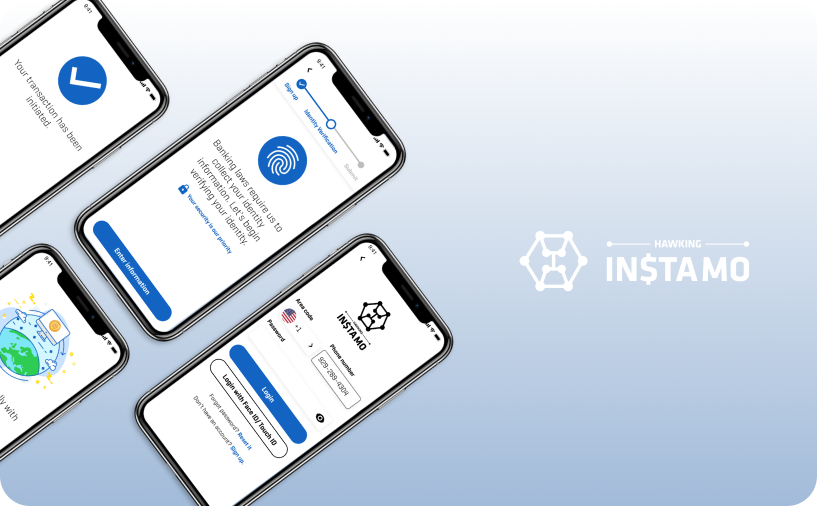 9:41
Your transaction has been
initiated.
9:41
Sign up
Identity Verification
Submit
Banking laws require us to
collect your identity
information. Let's begin
verifying your identity.
Your security is our priority
Enter information
9:41
lly with
9:41
INSTAMO
Area code
Phone number
+1
929-289-4304
Password
Login
Login with Face ID/Touch ID
Forgot password? Reset it
Don't have an account? Sign up.
HAWKING
IN$TAMO